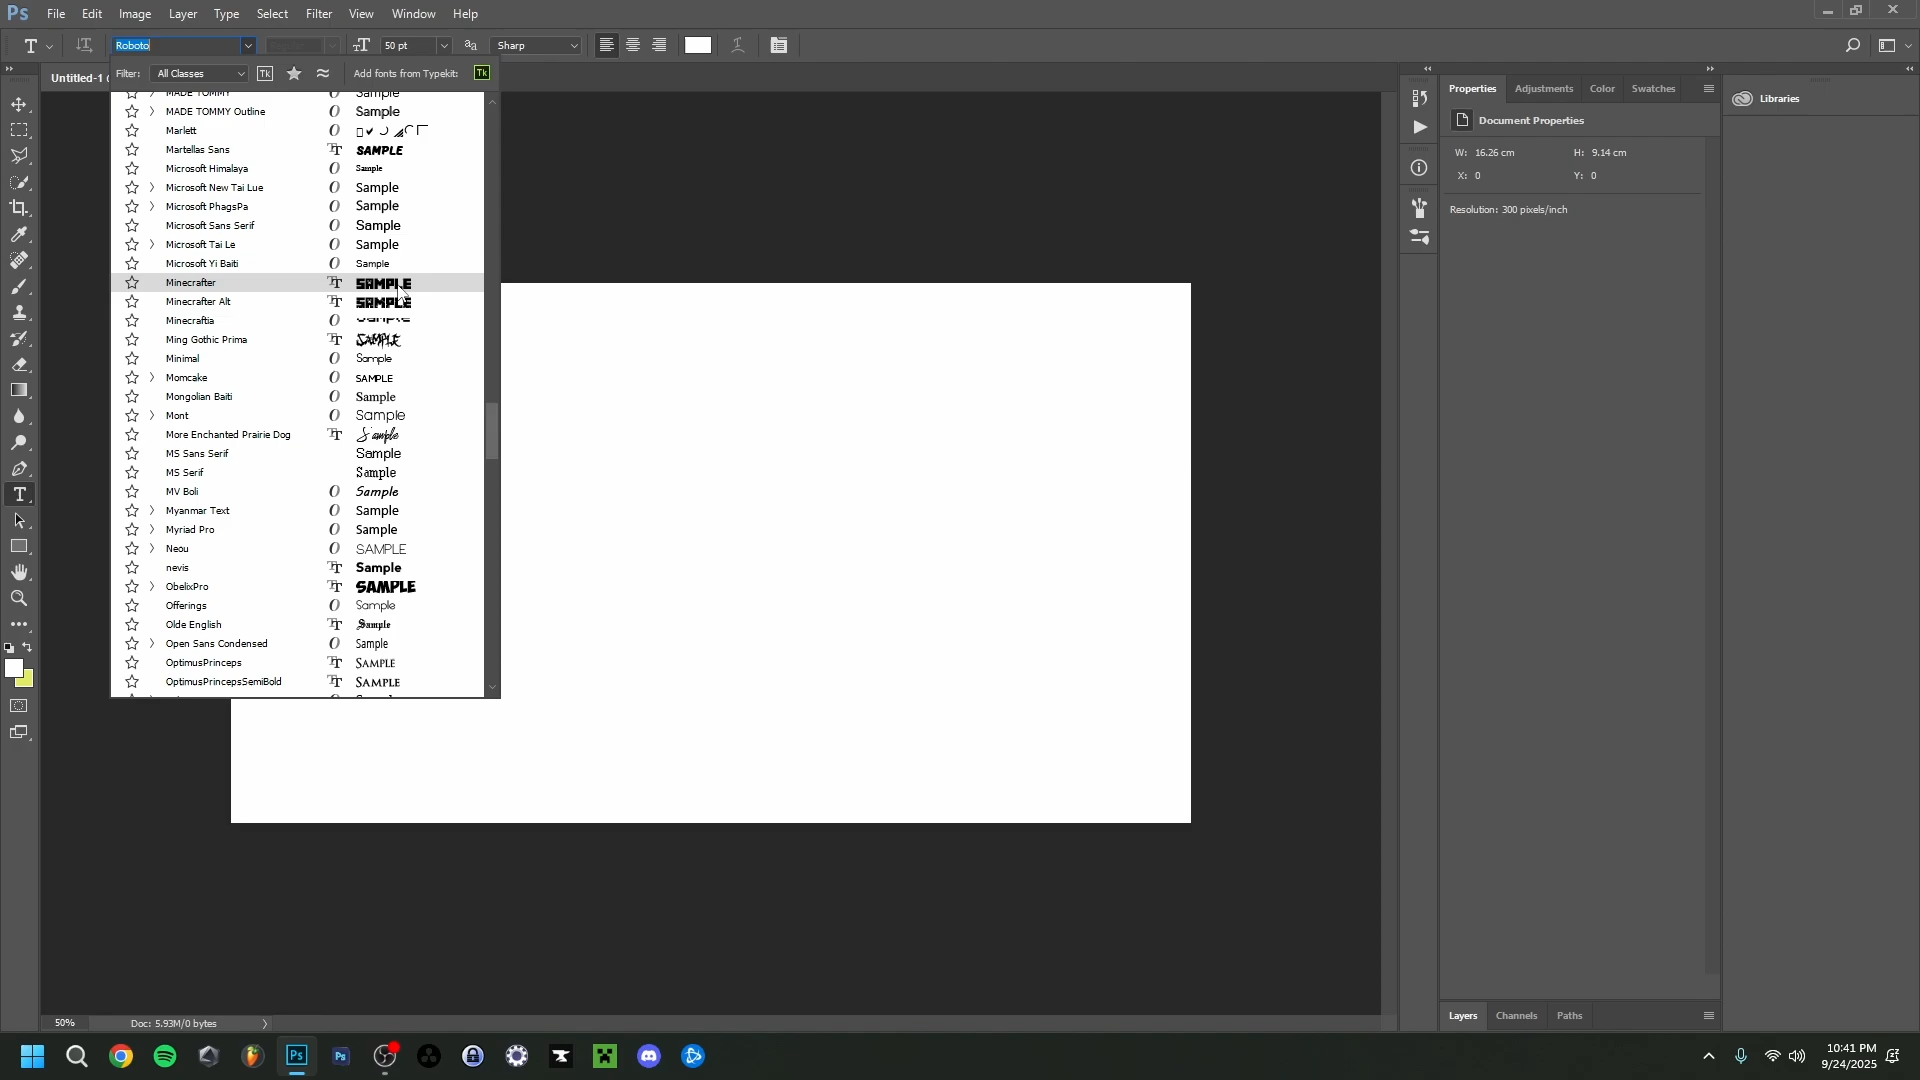 Ps File Edit Image Layer Type Select Filter View Window Help
T Roboto 50 pt aa Sharp
Filter: All Classes Tk Add fonts from Typekit: Tk
Untitled-1
MADE TOMMY Sample
MADE TOMMY Outline Sample
Marlett
Martellas Sans SAMPLE
Microsoft Himalaya Sample
Microsoft New Tai Lue Sample
Microsoft PhagsPa Sample
Microsoft Sans Serif Sample
Microsoft Tai Le Sample
Microsoft Yi Baiti Sample
Minecrafter SAMPLE
Minecrafter Alt SAMPLE
Minecraftia Sample
Ming Gothic Prima SAMPLE
Minimal Sample
Momcake SAMPLE
Mongolian Baiti Sample
Mont Sample
More Enchanted Prairie Dog Sample
MS Sans Serif Sample
MS Serif Sample
MV Boli Sample
Myanmar Text Sample
Myriad Pro Sample
Neou SAMPLE
nevis Sample
ObelixPro SAMPLE
Offerings Sample
Olde English Sample
Open Sans Condensed Sample
OptimusPrinceps SAMPLE
OptimusPrincepsSemiBold SAMPLE
Properties Adjustments Color Swatches
Document Properties
W: 16.26 cm H: 9.14 cm
X: 0 Y: 0
Resolution: 300 pixels/inch
Libraries
Layers Channels Paths
50% Doc: 5.93M/0 bytes
Ps Ps
10:41 PM
9/24/2025